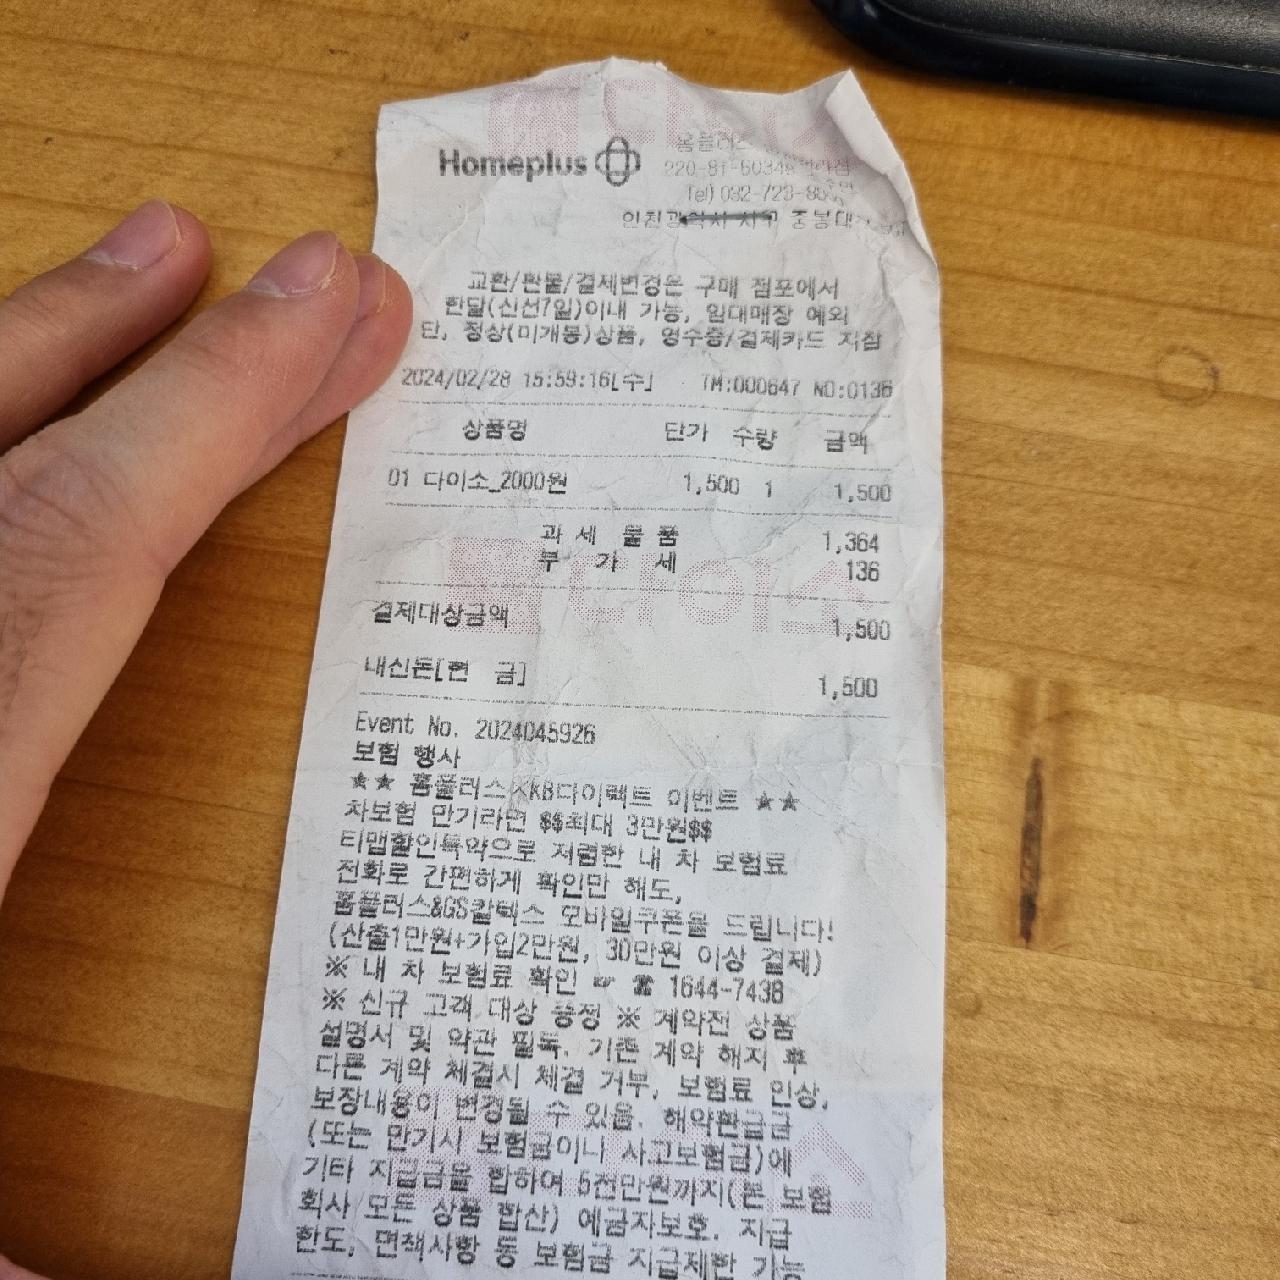 Homeplus
220-81-60348
Tel) 032-723-80
인천광역시 서구 중봉대
교환/환불/결제변경은 구매 점포에서
한달(신선7일)이내 가능, 임대매장 예외
단, 정상(미개봉)상품, 영수증/결제카드 지참
2024/02/28 15:59:16[수] TM:000647 NO:0136
상품명 단가 수량 금액
01 다이소_2000원 1,500 1 1,500
과 세 물 품 1,364
부 가 세 136
결제대상금액 1,500
내신돈[현 금] 1,500
Event No. 2024045926
보험 행사
★★ 홈플러스XKB다이렉트 이벤트 ★★
차보험 만기라면 $$최대 3만원$$
티맵할인특약으로 저렴한 내 차 보험료
전화로 간편하게 확인만 해도,
홈플러스&GS칼텍스 모바일쿠폰을 드립니다!
(산출1만원+가입2만원, 30만원 이상 결제)
※ 내 차 보험료 확인 ☞ ☎ 1644-7438
※ 신규 고객 대상 증정 ※ 계약전 상품
설명서 및 약관 필독. 기존 계약 해지 후
다른 계약 체결시 체결 거부, 보험료 인상,
보장내용이 변경될 수 있음. 해약환급금
(또는 만기시 보험금이나 사고보험금)에
기타 지급금을 합하여 5천만원까지(본 보험
회사 모든 상품 합산) 예금자보호. 지급
한도, 면책사항 등 보험금 지급제한 가능